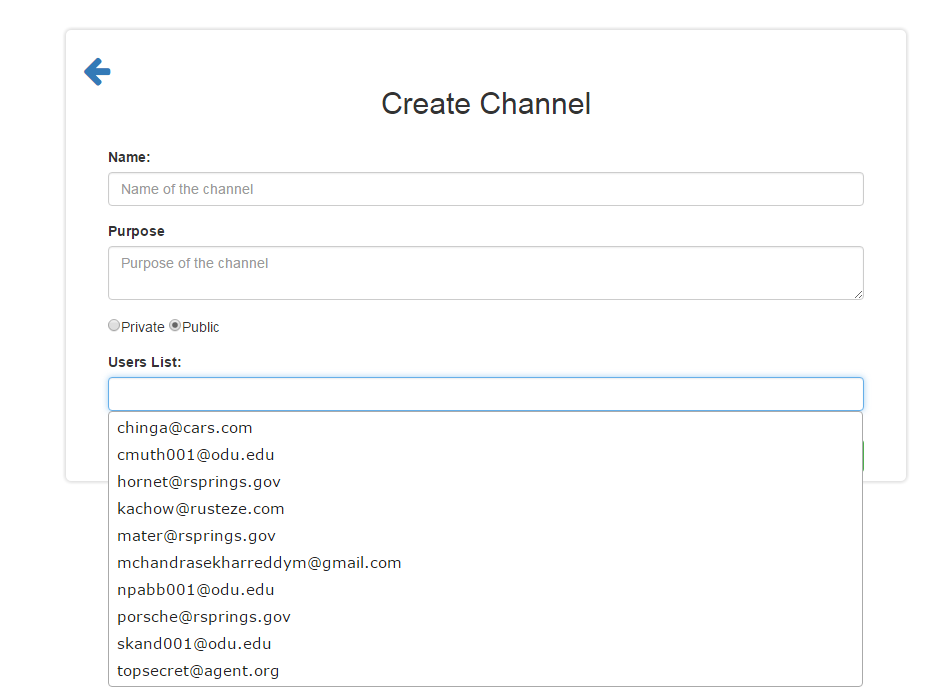 Create Channel
Name:
Name of the channel
Purpose
Purpose of the channel
Private Public
Users List:
chinga@cars.com
cmuth001@odu.edu
hornet@rsprings.gov
kachow@rusteze.com
mater@rsprings.gov
mchandrasekharreddym@gmail.com
npabb001@odu.edu
porsche@rsprings.gov
skand001@odu.edu
topsecret@agent.org